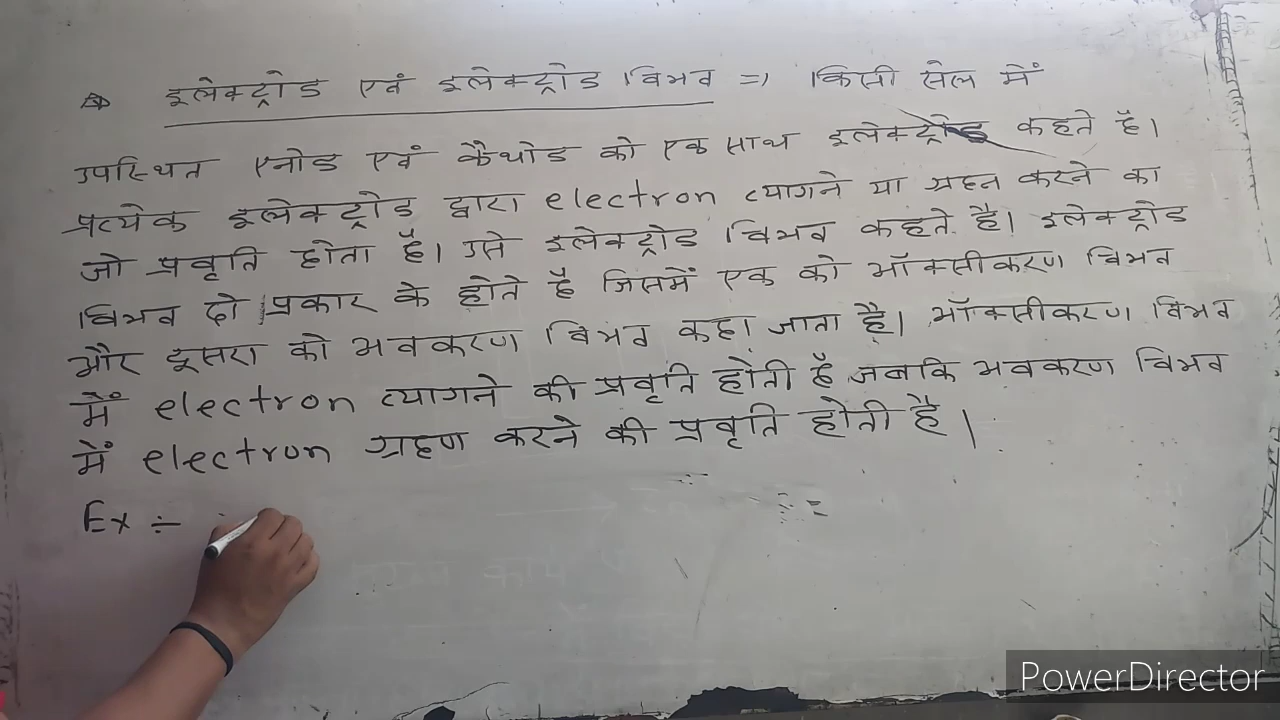 इलेक्ट्रोड एवं इलेक्ट्रोड विभव => किसी सेल में
उपस्थित एनोड एवं कैथोड को एक साथ इलेक्ट्रोड कहते हैं।
प्रत्येक इलेक्ट्रोड द्वारा electron त्यागने या ग्रहन करने का
जो प्रवृति होता है। उसे इलेक्ट्रोड विभव कहते है। इलेक्ट्रोड
विभव दो प्रकार के होते हैं जिसमें एक को ऑक्सीकरण विभव
और दूसरा को अवकरण विभव कहा जाता है। ऑक्सीकरण विभव
में electron त्यागने की प्रवृति होती हैं जबकि अवकरण विभव
में electron ग्रहण करने की प्रवृति होती है।
Ex ÷
PowerDirector